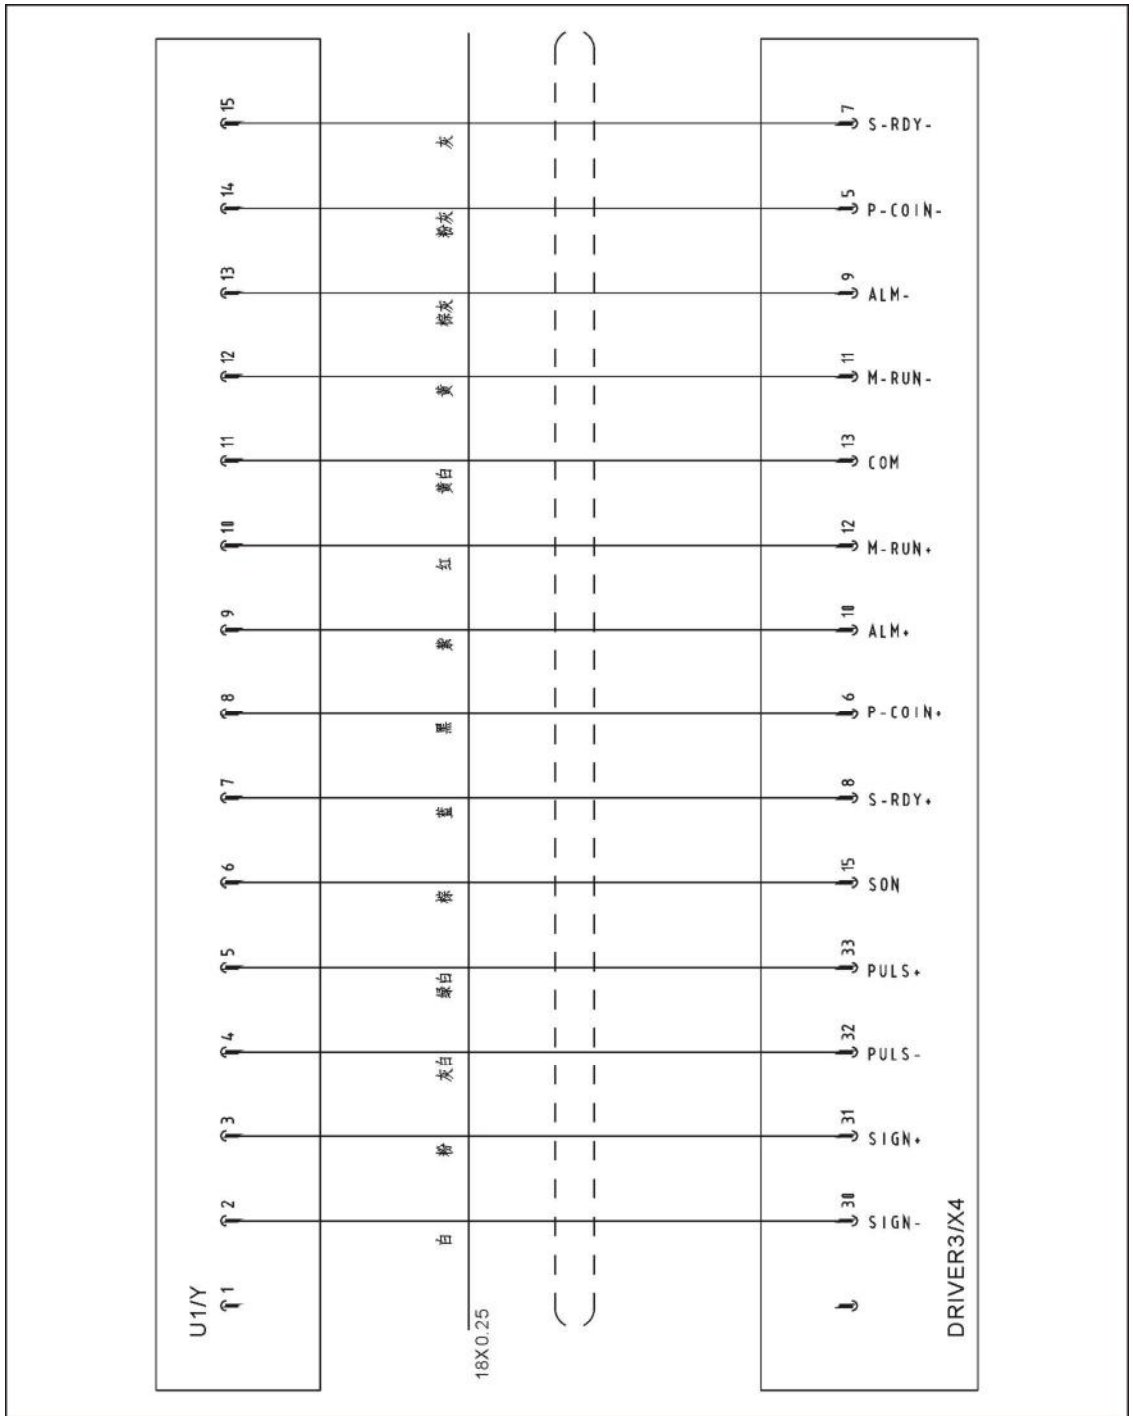 15
灰
7
S-RDY-
14
粉灰
5
P-COIN-
13
棕灰
9
ALM-
12
黄
11
M-RUN-
11
黄白
13
COM
10
红
12
M-RUN+
9
紫
10
ALM+
8
黑
6
P-COIN+
7
蓝
8
S-RDY+
6
棕
15
SON
5
绿白
33
PULS+
4
灰白
32
PULS-
3
粉
31
SIGN+
2
白
30
SIGN-
1
U1/Y
18X0.25
DRIVER3/X4